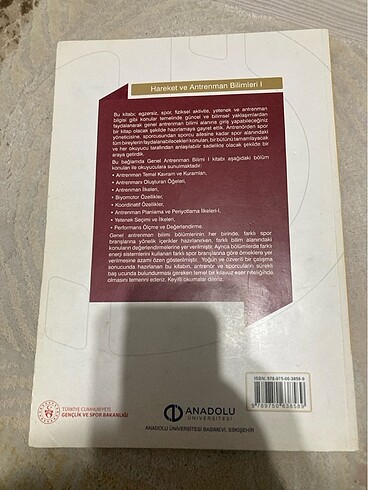 Hareket ve Antrenman Bilimleri I
Bu kitabı; egzersiz, spor, fiziksel aktivite, yetenek ve antrenman
bilgisi gibi konular temelinde güncel ve bilimsel yaklaşımlardan
faydalanarak genel antrenman bilimi alanına giriş yapabileceğiniz
bir kitap olacak şekilde hazırlamaya gayret ettik. Antrenörden spor
yöneticisine, sporcusundan sporcu ailesine kadar spor alanındaki
tüm bireylerin faydalanabilecekleri konuları, bir bütünü tamamlayacak
ve her okuyucu tarafından anlaşılabilir sadelikte olacak şekilde bir
araya getirdik.
Bu bağlamda Genel Antrenman Bilimi I kitabı aşağıdaki bölüm
konuları ile okuyuculara sunulmaktadır:
• Antrenman Temel Kavram ve Kuramları,
• Antrenmanı Oluşturan Öğeleri,
• Antrenman İlkeleri,
• Biyomotor Özellikler,
• Koordinatif Özellikler,
• Antrenman Planlama ve Periyotlama İlkeleri-I,
• Yetenek Seçimi ve İlkeleri,
• Performans Ölçme ve Değerlendirme.
Genel antrenman bilimi bölümlerinin her birinde, farklı spor
branşlarına yönelik içerikler hazırlanırken, farklı bilim alanındaki
konuların değerlendirmelerine yer verilmiştir. Ayrıca bölümlerde farklı
enerji sistemlerini kullanan farklı spor branşlarına göre örneklere yer
verilmesine azami özen gösterilmiştir. Yoğun ve özverili bir çalışma
sonucunda hazırlanan bu kitabın, antrenör ve sporcuların sürekli
baş ucunda bulundurması gereken temel bir kılavuz eser niteliğinde
olmasını temenni ederiz. Keyifli okumalar dileriz.
ISBN: 978-975-06-3858-9
9 789750 638589
TÜRKİYE CUMHURİYETİ
GENÇLİK VE SPOR BAKANLIĞI
ANADOLU
ÜNİVERSİTESİ
ANADOLU ÜNİVERSİTESİ BASIMEVİ, ESKİŞEHİR